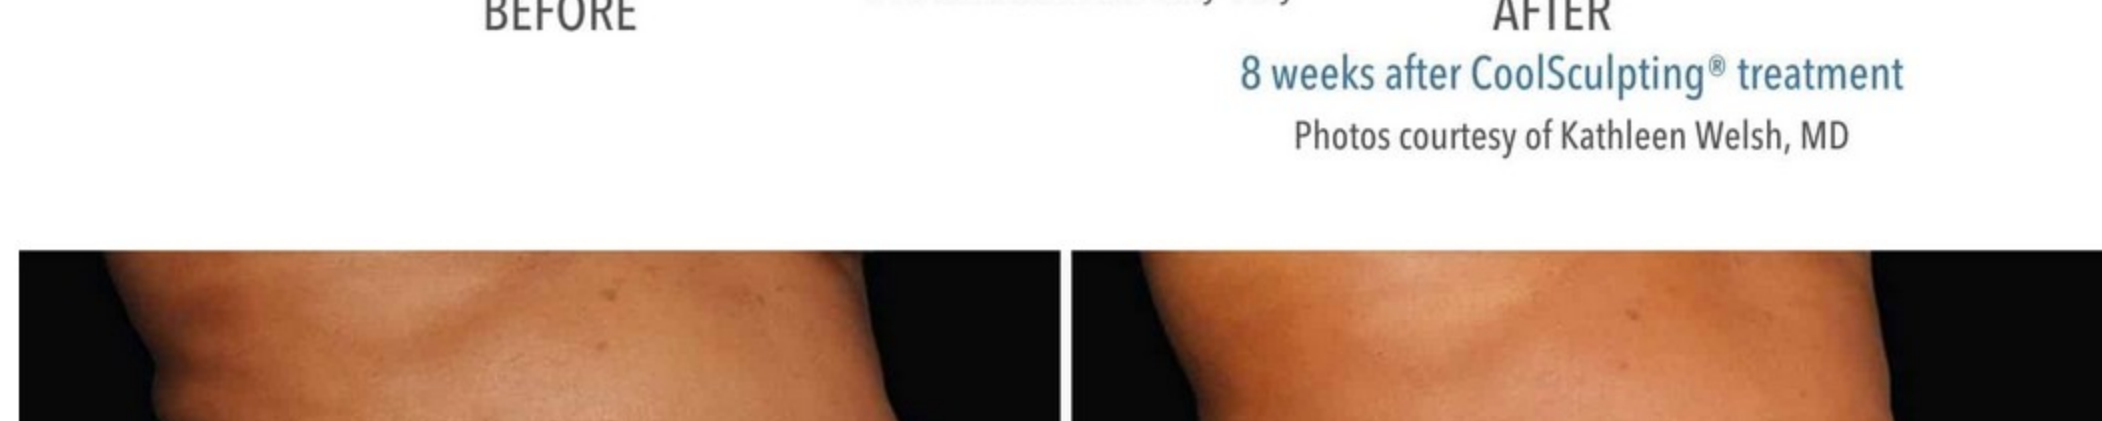 BEFORE
AFTER
8 weeks after CoolSculpting® treatment
Photos courtesy of Kathleen Welsh, MD